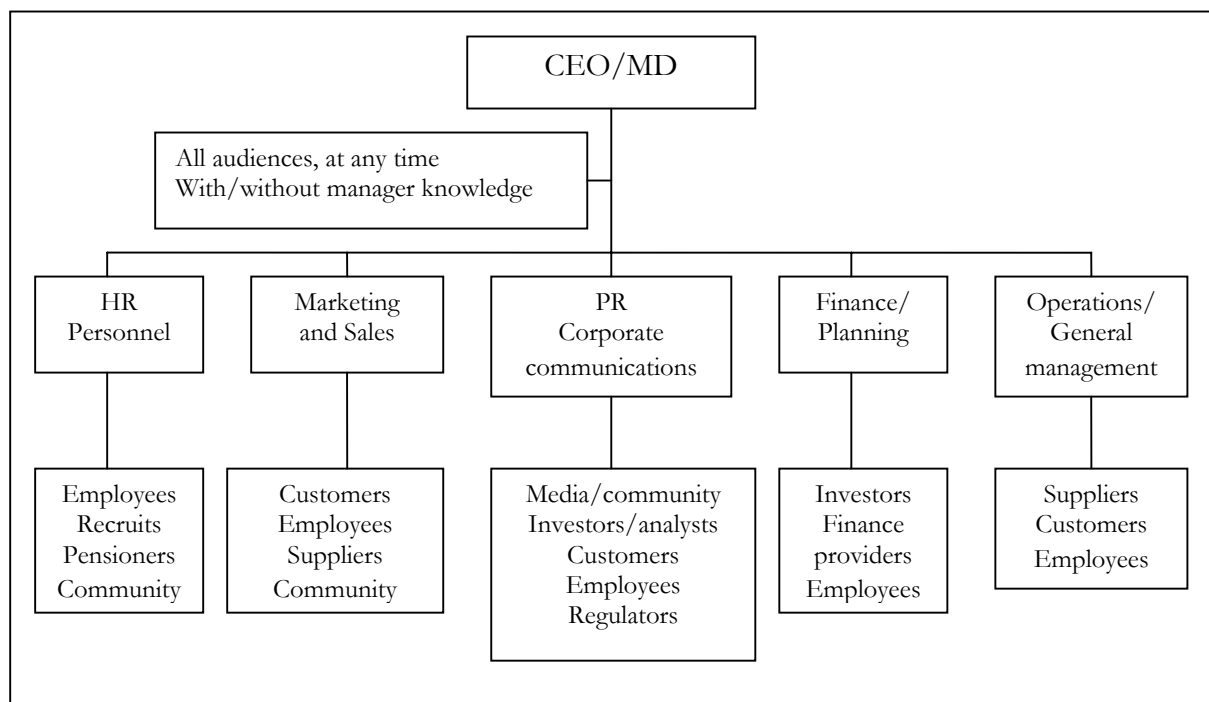 CEO/MD
All audiences, at any time
With/without manager knowledge
HR
Personnel
Marketing
and Sales
PR
Corporate
communications
Finance/
Planning
Operations/
General
management
Employees
Recruits
Pensioners
Community
Customers
Employees
Suppliers
Community
Media/community
Investors/analysts
Customers
Employees
Regulators
Investors
Finance
providers
Employees
Suppliers
Customers
Employees